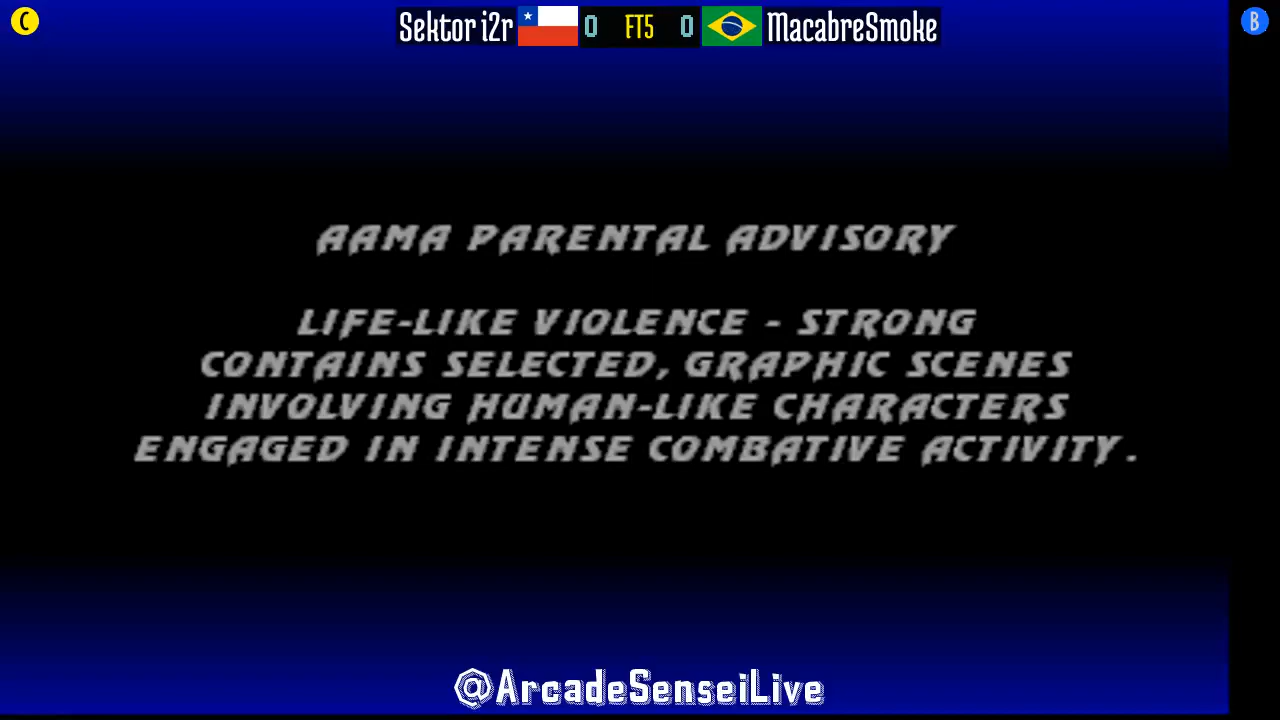 C
Sektor i2r 0 FT5 0 MacabreSmoke
B
AAMA PARENTAL ADVISORY
LIFE-LIKE VIOLENCE - STRONG
CONTAINS SELECTED, GRAPHIC SCENES
INVOLVING HUMAN-LIKE CHARACTERS
ENGAGED IN INTENSE COMBATIVE ACTIVITY.
@ArcadeSenseiLive